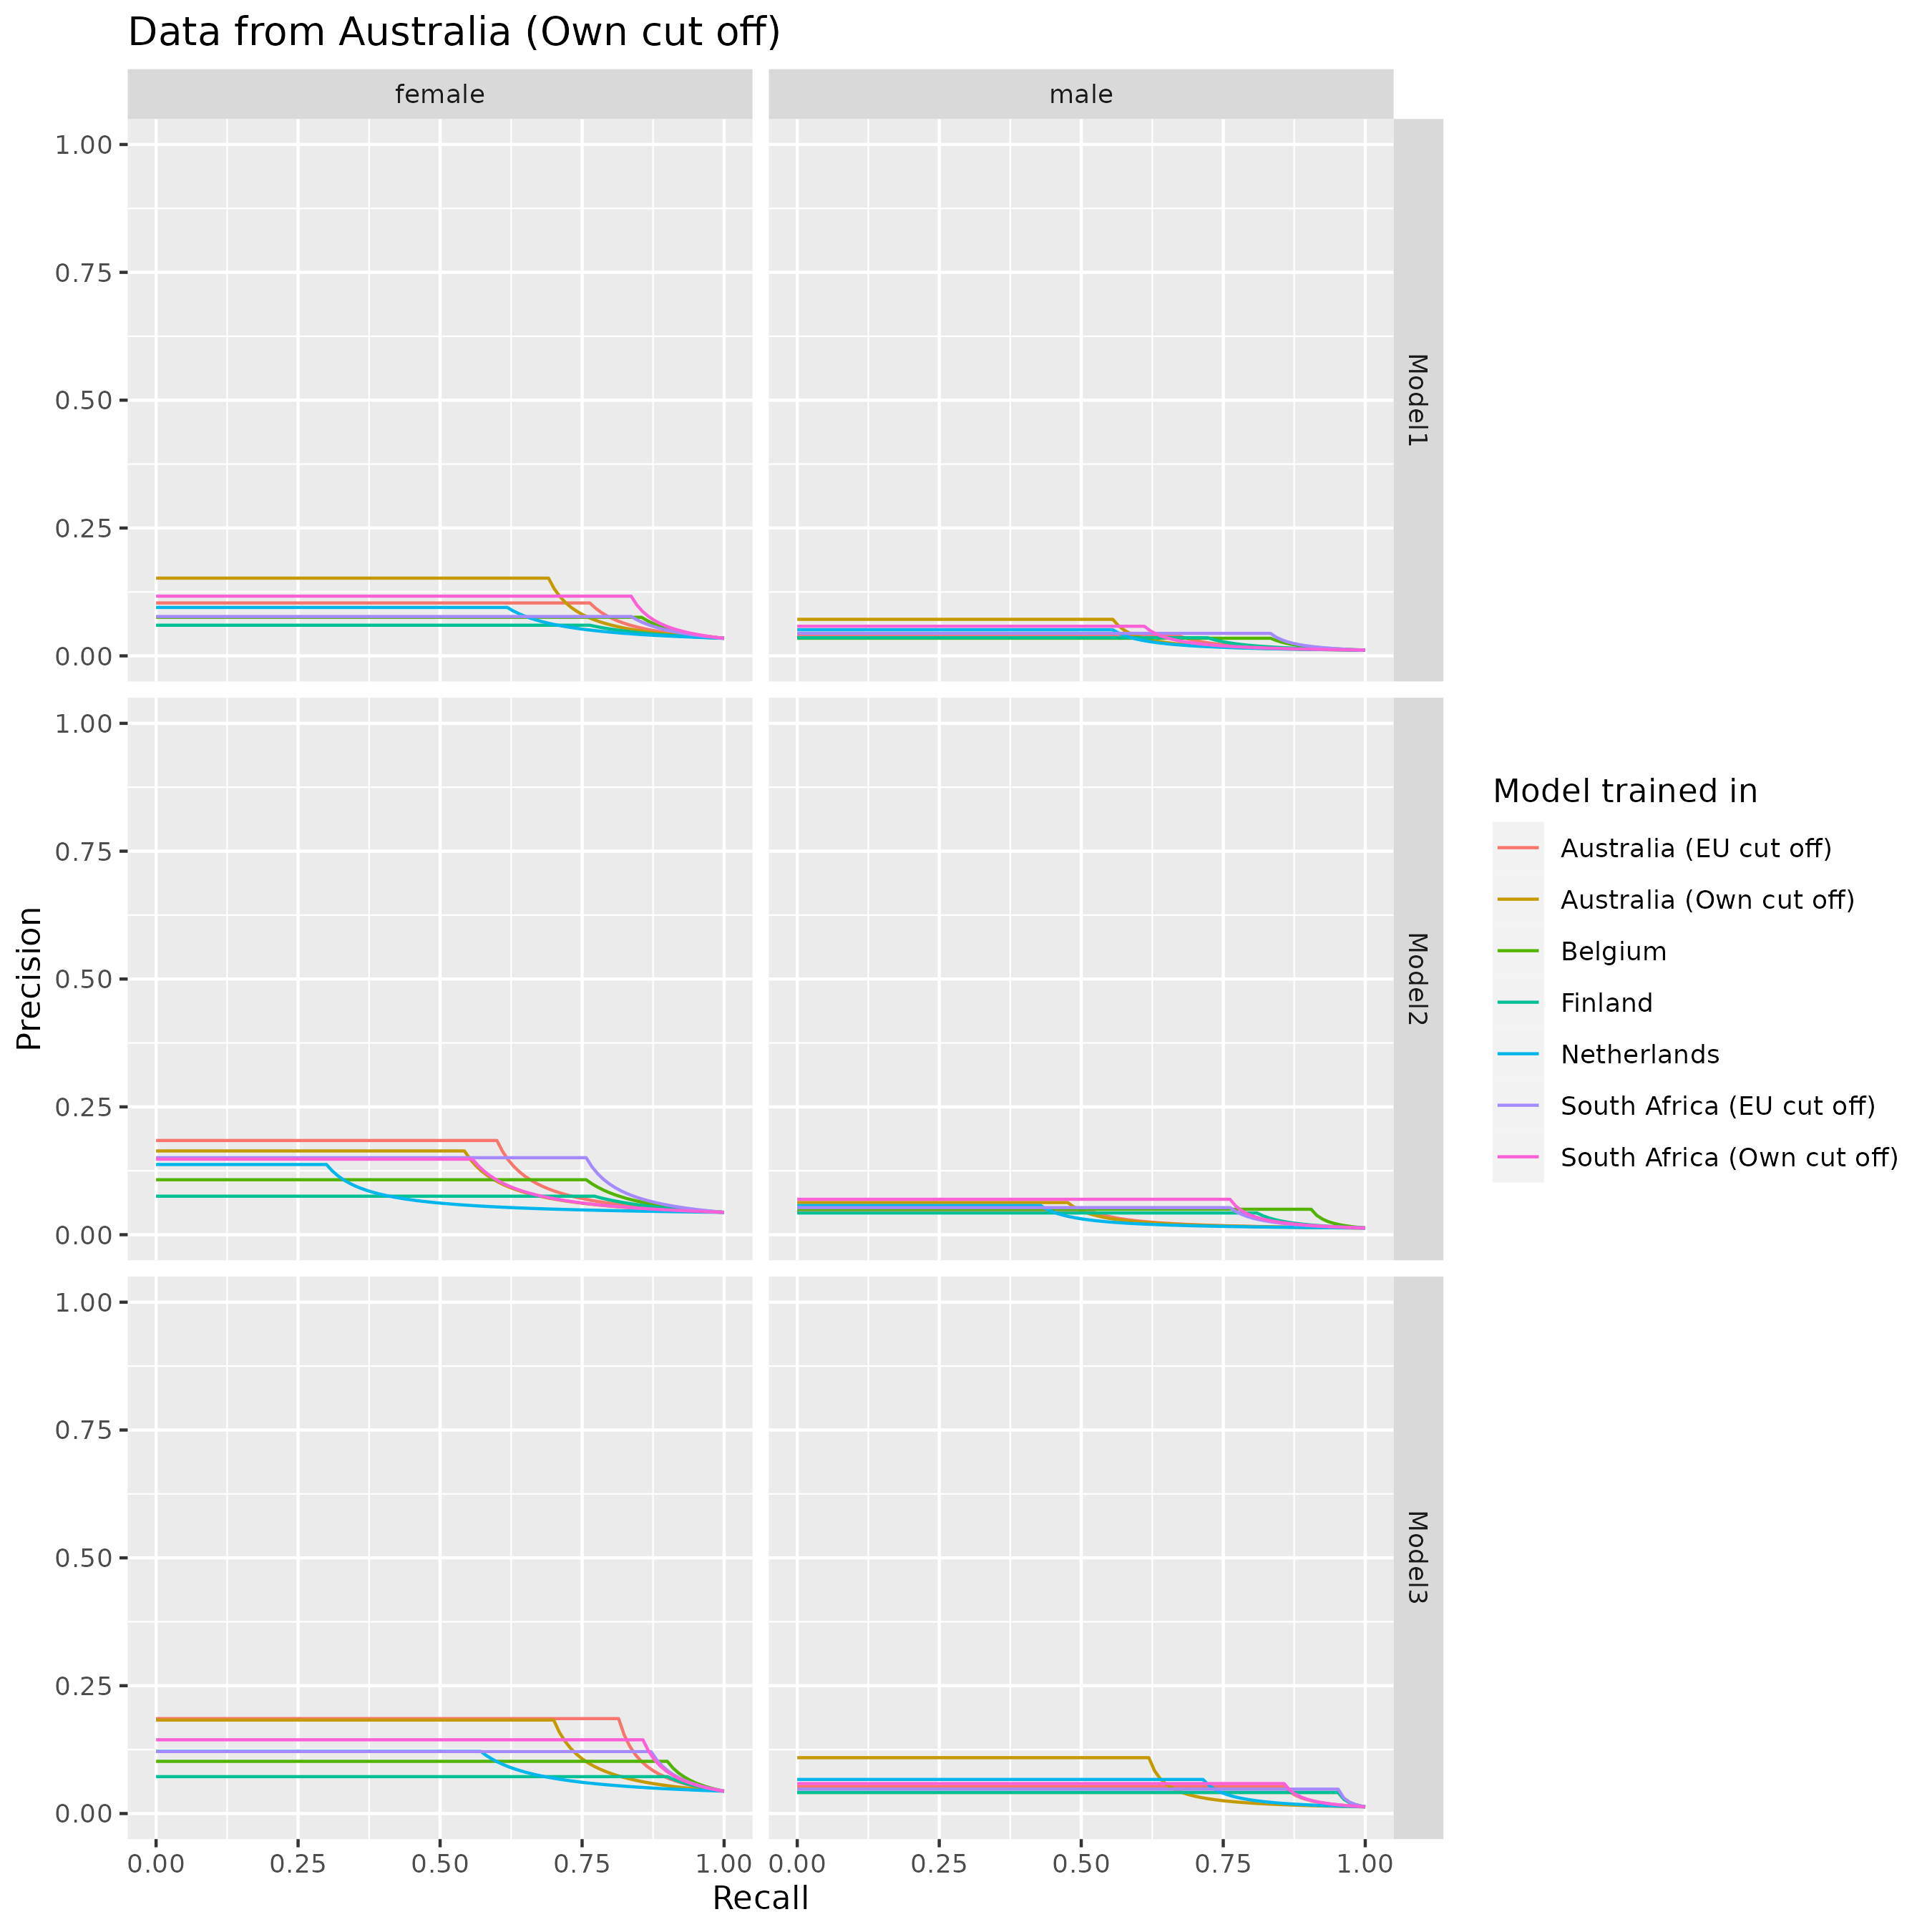 Data from Australia (Own cut off)
female
male
1.00
0.75
0.50
0.25
0.00
Model1
1.00
0.75
0.50
0.25
0.00
Model2
1.00
0.75
0.50
0.25
0.00
Model3
Precision
0.00
0.25
0.50
0.75
1.00
0.00
0.25
0.50
0.75
1.00
Recall
Model trained in
Australia (EU cut off)
Australia (Own cut off)
Belgium
Finland
Netherlands
South Africa (EU cut off)
South Africa (Own cut off)